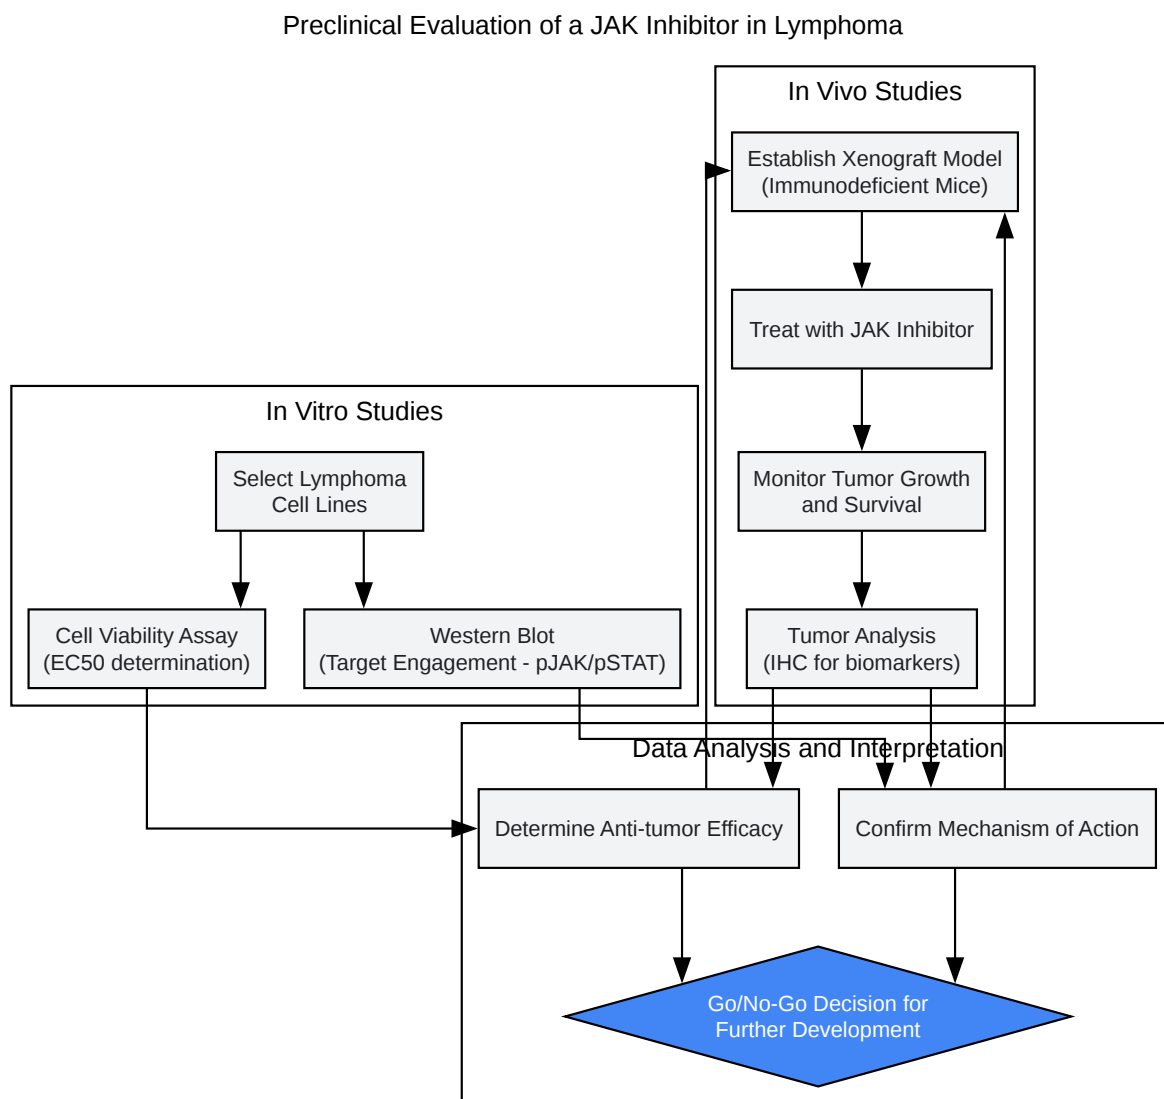 Preclinical Evaluation of a JAK Inhibitor in Lymphoma
In Vivo Studies
Establish Xenograft Model
(Immunodeficient Mice)
Treat with JAK Inhibitor
Monitor Tumor Growth
and Survival
Tumor Analysis
(IHC for biomarkers)
In Vitro Studies
Select Lymphoma
Cell Lines
Cell Viability Assay
(EC50 determination)
Western Blot
(Target Engagement - pJAK/pSTAT)
Data Analysis and Interpretation
Determine Anti-tumor Efficacy
Confirm Mechanism of Action
Go/No-Go Decision for
Further Development